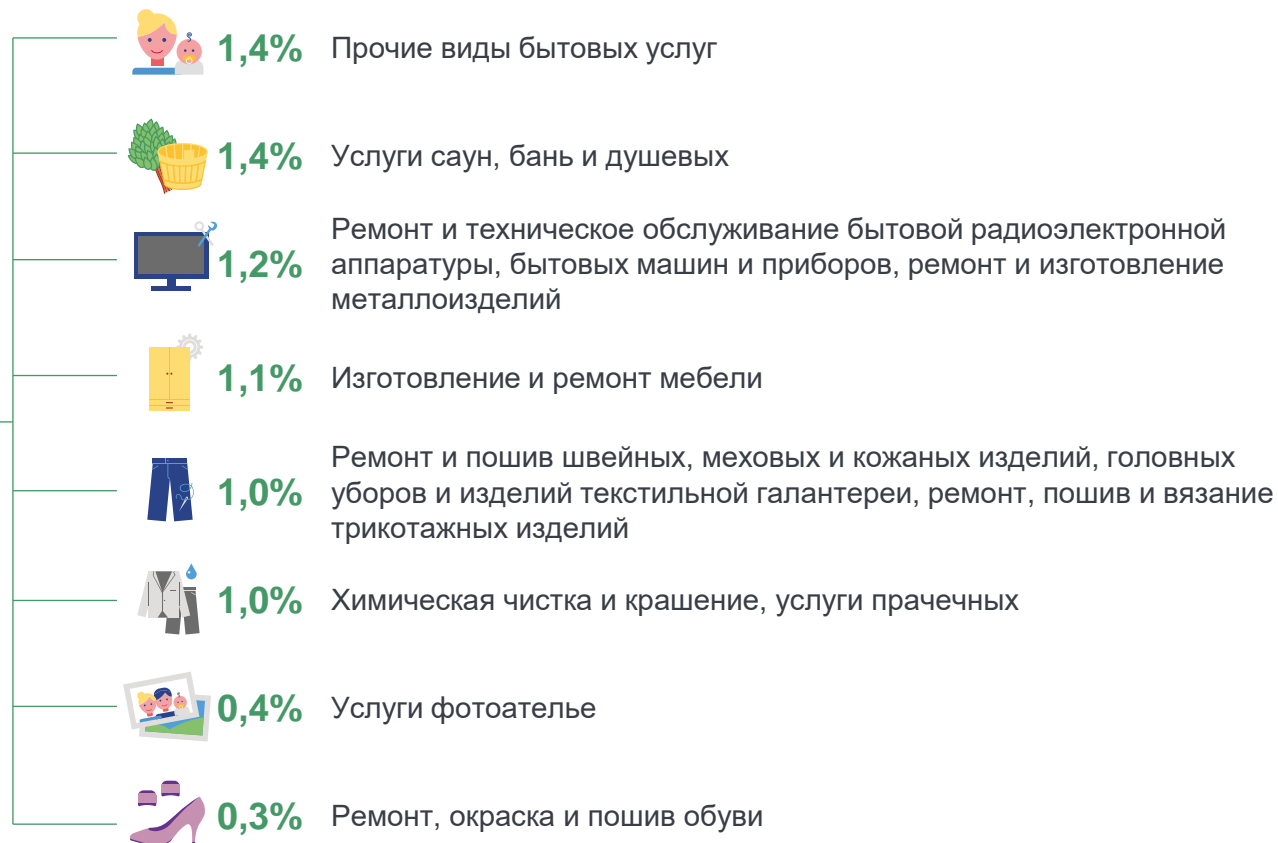 1,4% Прочие виды бытовых услуг
1,4% Услуги саун, бань и душевых
Ремонт и техническое обслуживание бытовой радиоэлектронной
1,2% аппаратуры, бытовых машин и приборов, ремонт и изготовление
металлоизделий
1,1% Изготовление и ремонт мебели
Ремонт и пошив швейных, меховых и кожаных изделий, головных
1,0% уборов и изделий текстильной галантереи, ремонт, пошив и вязание
трикотажных изделий
1,0% Химическая чистка и крашение, услуги прачечных
0,4% Услуги фотоателье
0,3% Ремонт, окраска и пошив обуви